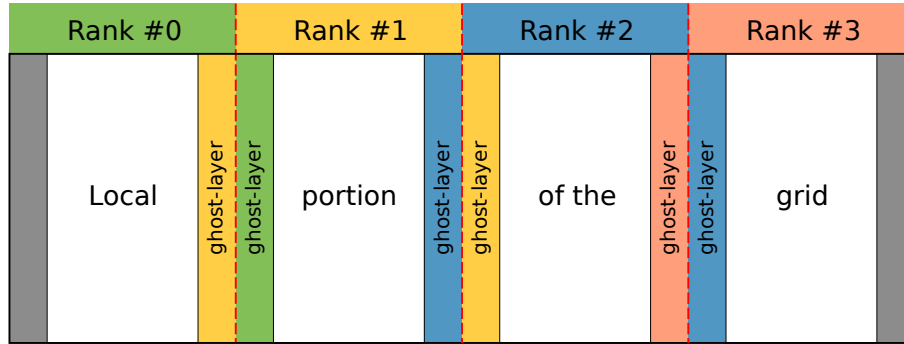 Rank #0 Rank #1 Rank #2 Rank #3
Local ghost-layer ghost-layer portion ghost-layer ghost-layer of the ghost-layer ghost-layer grid